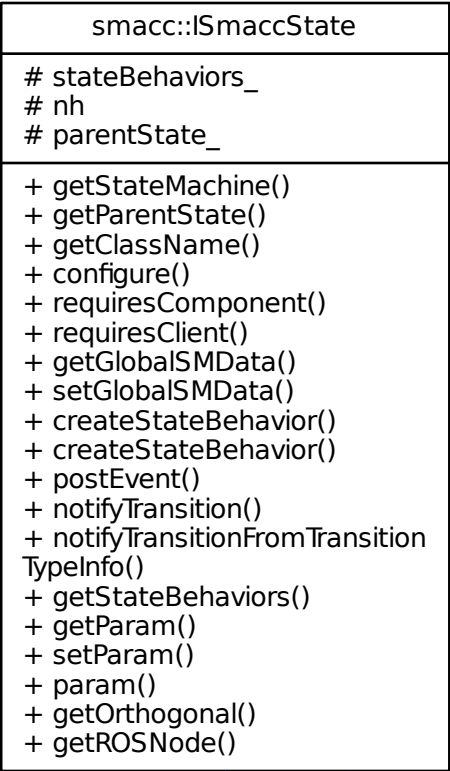 smacc::ISmaccState
# stateBehaviors_
# nh
# parentState_
+ getStateMachine()
+ getParentState()
+ getClassName()
+ configure()
+ requiresComponent()
+ requiresClient()
+ getGlobalSMData()
+ setGlobalSMData()
+ createStateBehavior()
+ createStateBehavior()
+ postEvent()
+ notifyTransition()
+ notifyTransitionFromTransition
TypeInfo()
+ getStateBehaviors()
+ getParam()
+ setParam()
+ param()
+ getOrthogonal()
+ getROSNode()